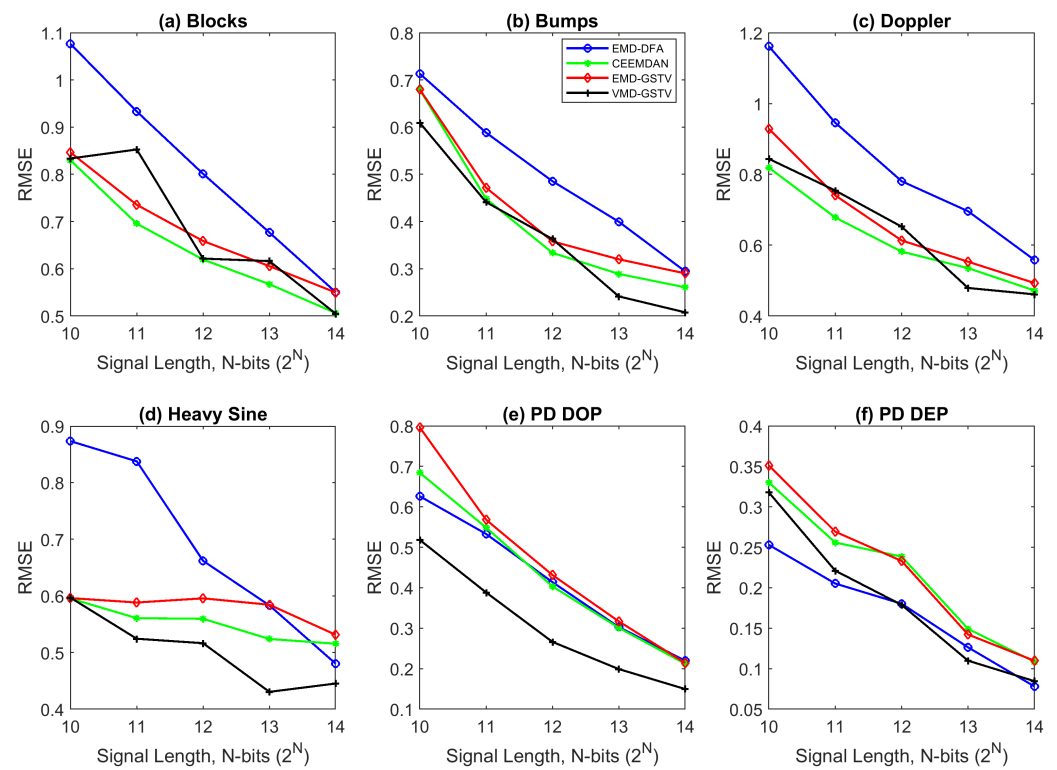 (a) Blocks
1.1
1
0.9
0.8
0.7
0.6
0.5
RMSE
10 11 12 13 14
Signal Length, N-bits (2^N)
(b) Bumps
0.8
0.7
0.6
0.5
0.4
0.3
0.2
RMSE
EMD-DFA
CEEMDAN
EMD-GSTV
VMD-GSTV
10 11 12 13 14
Signal Length, N-bits (2^N)
(c) Doppler
1.2
1
0.8
0.6
0.4
RMSE
10 11 12 13 14
Signal Length, N-bits (2^N)
(d) Heavy Sine
0.9
0.8
0.7
0.6
0.5
0.4
RMSE
10 11 12 13 14
Signal Length, N-bits (2^N)
(e) PD DOP
0.8
0.7
0.6
0.5
0.4
0.3
0.2
0.1
RMSE
10 11 12 13 14
Signal Length, N-bits (2^N)
(f) PD DEP
0.4
0.35
0.3
0.25
0.2
0.15
0.1
0.05
RMSE
10 11 12 13 14
Signal Length, N-bits (2^N)